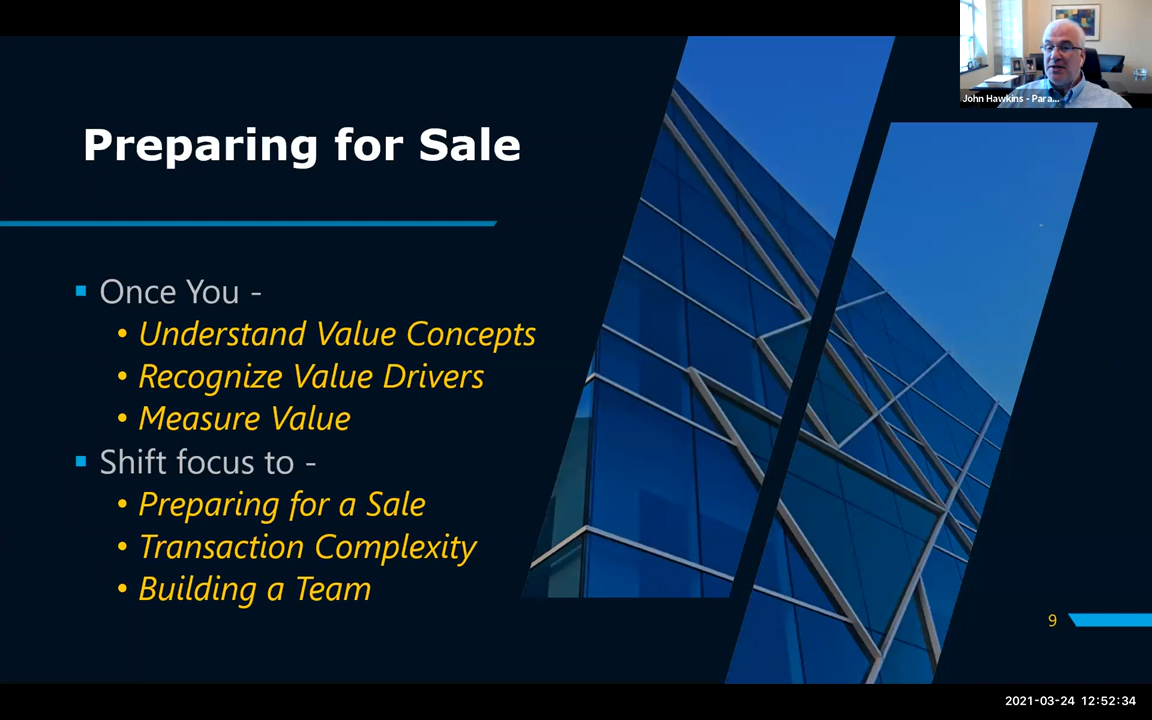 John Hawkins - Para...
Preparing for Sale
Once You -
Understand Value Concepts
Recognize Value Drivers
Measure Value
Shift focus to -
Preparing for a Sale
Transaction Complexity
Building a Team
9
2021-03-24 12:52:34